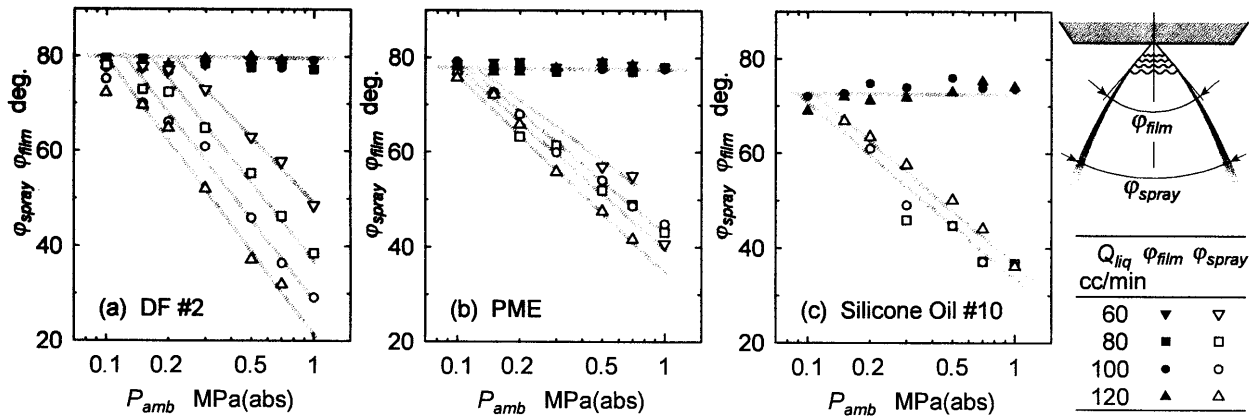 φspray φfilm deg.
80
60
40
20
(a) DF #2
0.1 0.2 0.5 1
Pamb MPa(abs)
φspray φfilm deg.
80
60
40
20
(b) PME
0.1 0.2 0.5 1
Pamb MPa(abs)
φspray φfilm deg.
80
60
40
20
(c) Silicone Oil #10
0.1 0.2 0.5 1
Pamb MPa(abs)
φfilm
φspray
Qliq φfilm φspray
cc/min
60 ▼ ▽
80 ■ □
100 ● ○
120 ▲ △